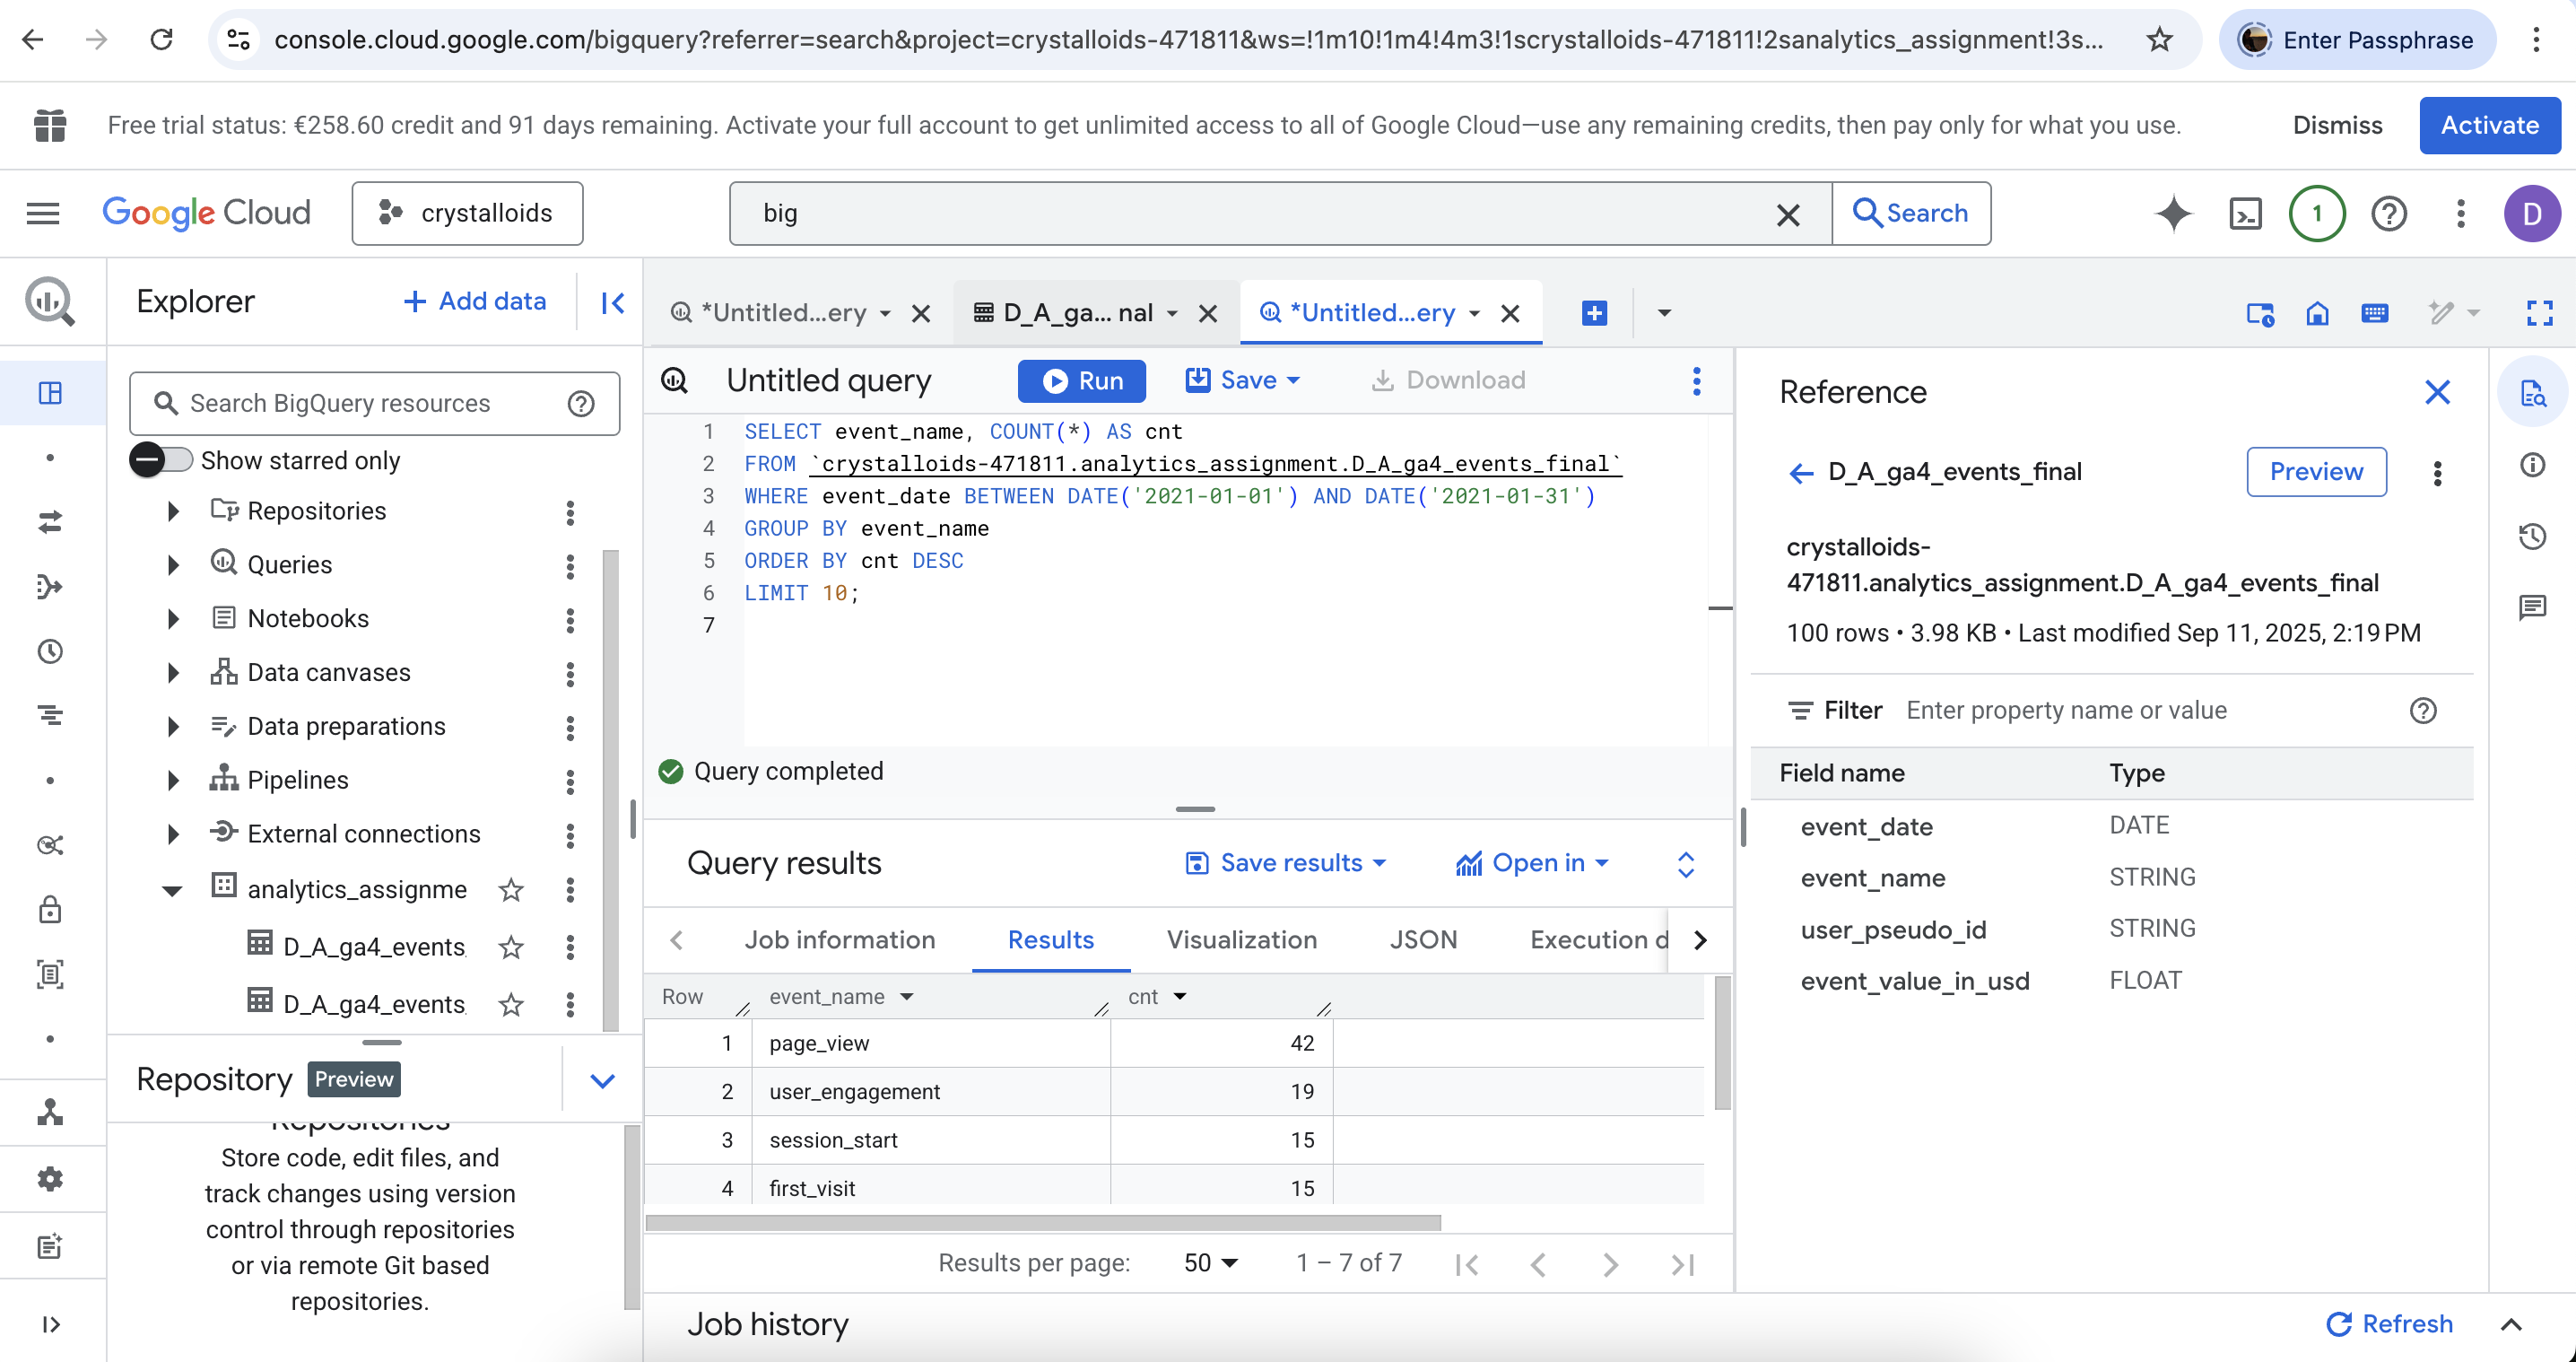 console.cloud.google.com/bigquery?referrer=search&project=crystalloids-471811&ws=!1m10!1m4!4m3!1scrystalloids-471811!2sanalytics_assignment!3s...
Enter Passphrase
Free trial status: €258.60 credit and 91 days remaining. Activate your full account to get unlimited access to all of Google Cloud—use any remaining credits, then pay only for what you use.
Dismiss
Activate
Google Cloud
crystalloids
big
Search
1
D
Explorer
+ Add data
*Untitled...ery
D_A_ga... nal
*Untitled...ery
Search BigQuery resources
Show starred only
Repositories
Queries
Notebooks
Data canvases
Data preparations
Pipelines
External connections
analytics_assignme
D_A_ga4_events
D_A_ga4_events
Repository Preview
Repositories
Store code, edit files, and
track changes using version
control through repositories
or via remote Git based
repositories.
Untitled query
Run
Save
Download
1 SELECT event_name, COUNT(*) AS cnt
2 FROM `crystalloids-471811.analytics_assignment.D_A_ga4_events_final`
3 WHERE event_date BETWEEN DATE('2021-01-01') AND DATE('2021-01-31')
4 GROUP BY event_name
5 ORDER BY cnt DESC
6 LIMIT 10;
7
Query completed
Query results
Save results
Open in
Job information
Results
Visualization
JSON
Execution d
Row event_name cnt
1 page_view 42
2 user_engagement 19
3 session_start 15
4 first_visit 15
Results per page: 50 1 – 7 of 7
Job history
Refresh
Reference
D_A_ga4_events_final
Preview
crystalloids-
471811.analytics_assignment.D_A_ga4_events_final
100 rows • 3.98 KB • Last modified Sep 11, 2025, 2:19 PM
Filter Enter property name or value
Field name Type
event_date DATE
event_name STRING
user_pseudo_id STRING
event_value_in_usd FLOAT